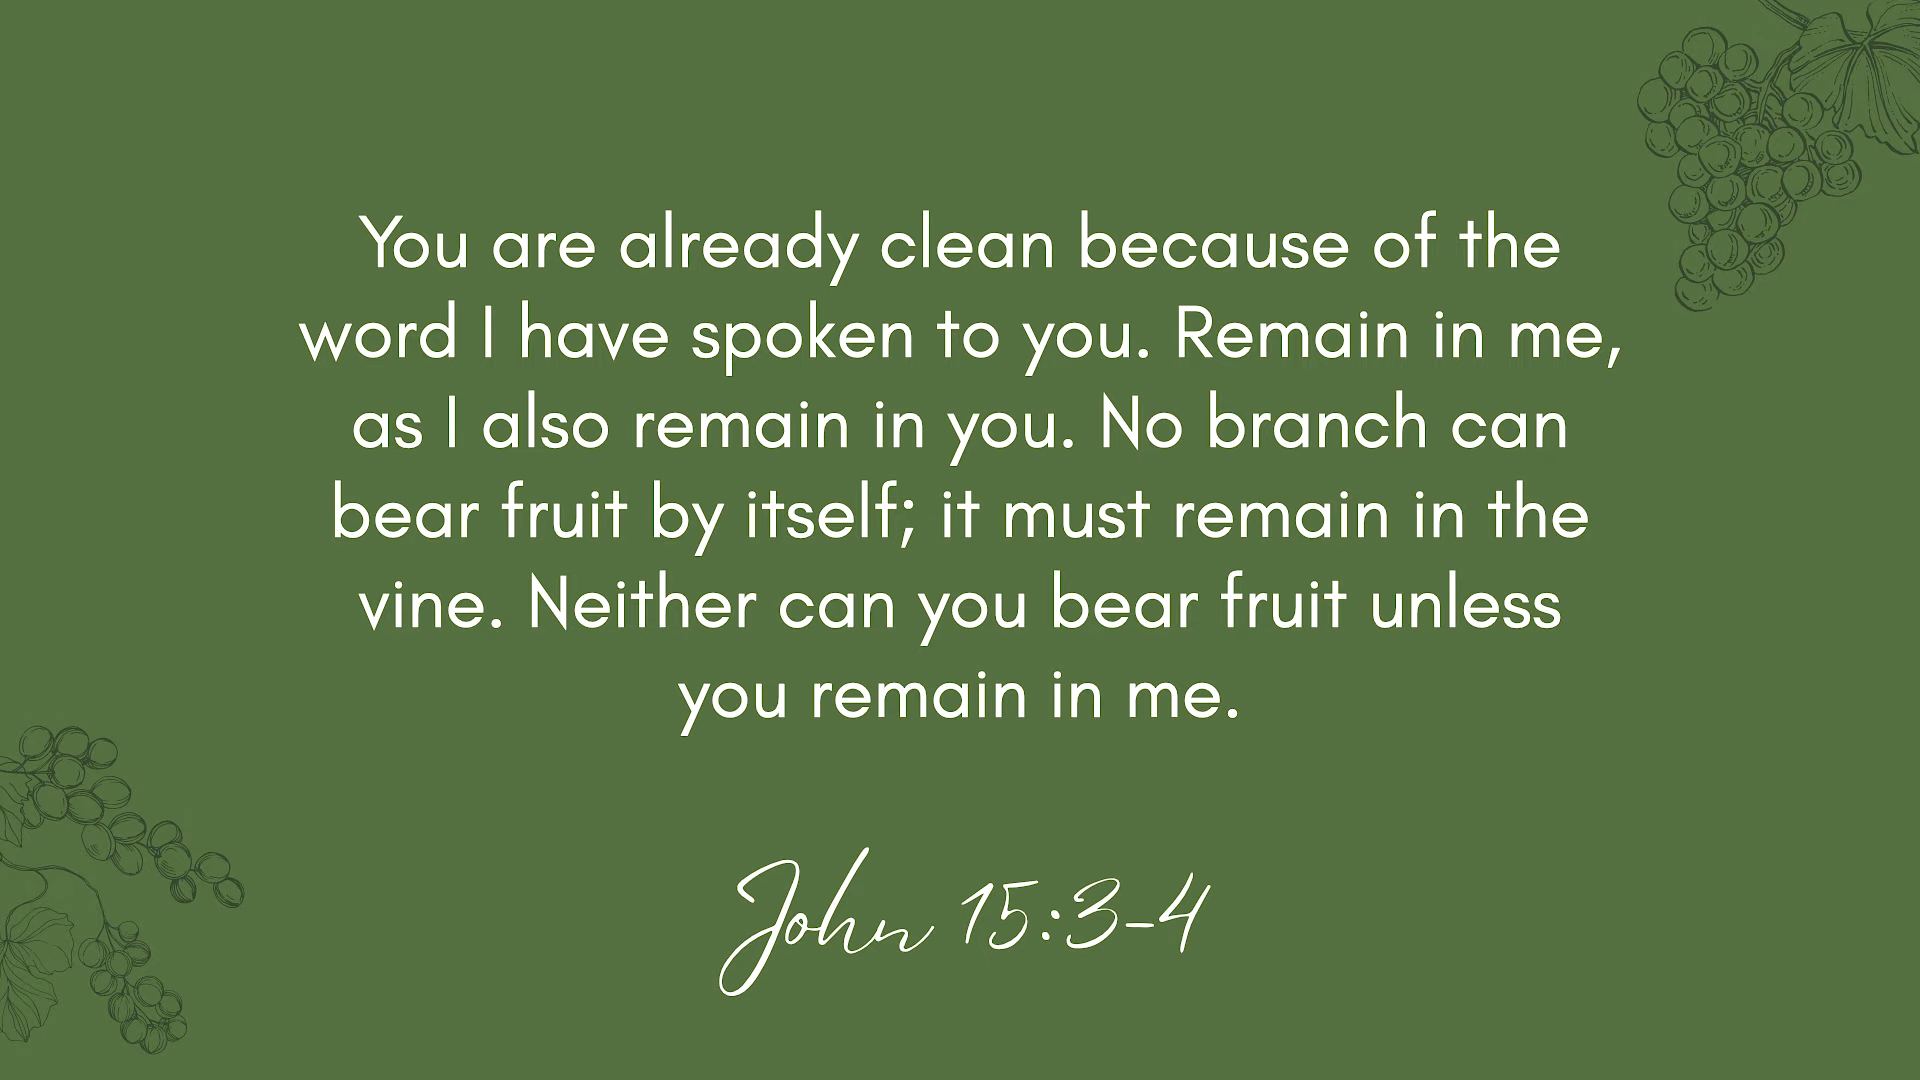 You are already clean because of the
word I have spoken to you. Remain in me,
as I also remain in you. No branch can
bear fruit by itself; it must remain in the
vine. Neither can you bear fruit unless
you remain in me.
John 15:3-4